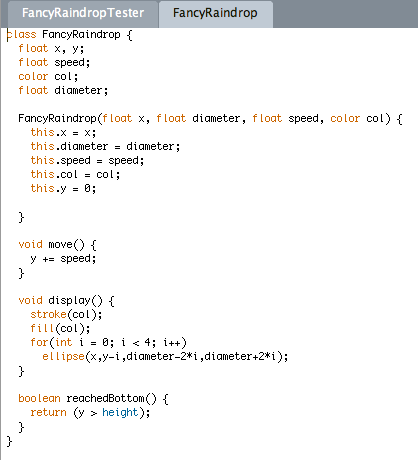 FancyRaindropTester FancyRaindrop
class FancyRaindrop {
float x, y;
float speed;
color col;
float diameter;
FancyRaindrop(float x, float diameter, float speed, color col) {
this.x = x;
this.diameter = diameter;
this.speed = speed;
this.col = col;
this.y = 0;
}
void move() {
y += speed;
}
void display() {
stroke(col);
fill(col);
for(int i = 0; i < 4; i++)
ellipse(x,y-i,diameter-2*i,diameter+2*i);
}
boolean reachedBottom() {
return (y > height);
}
}